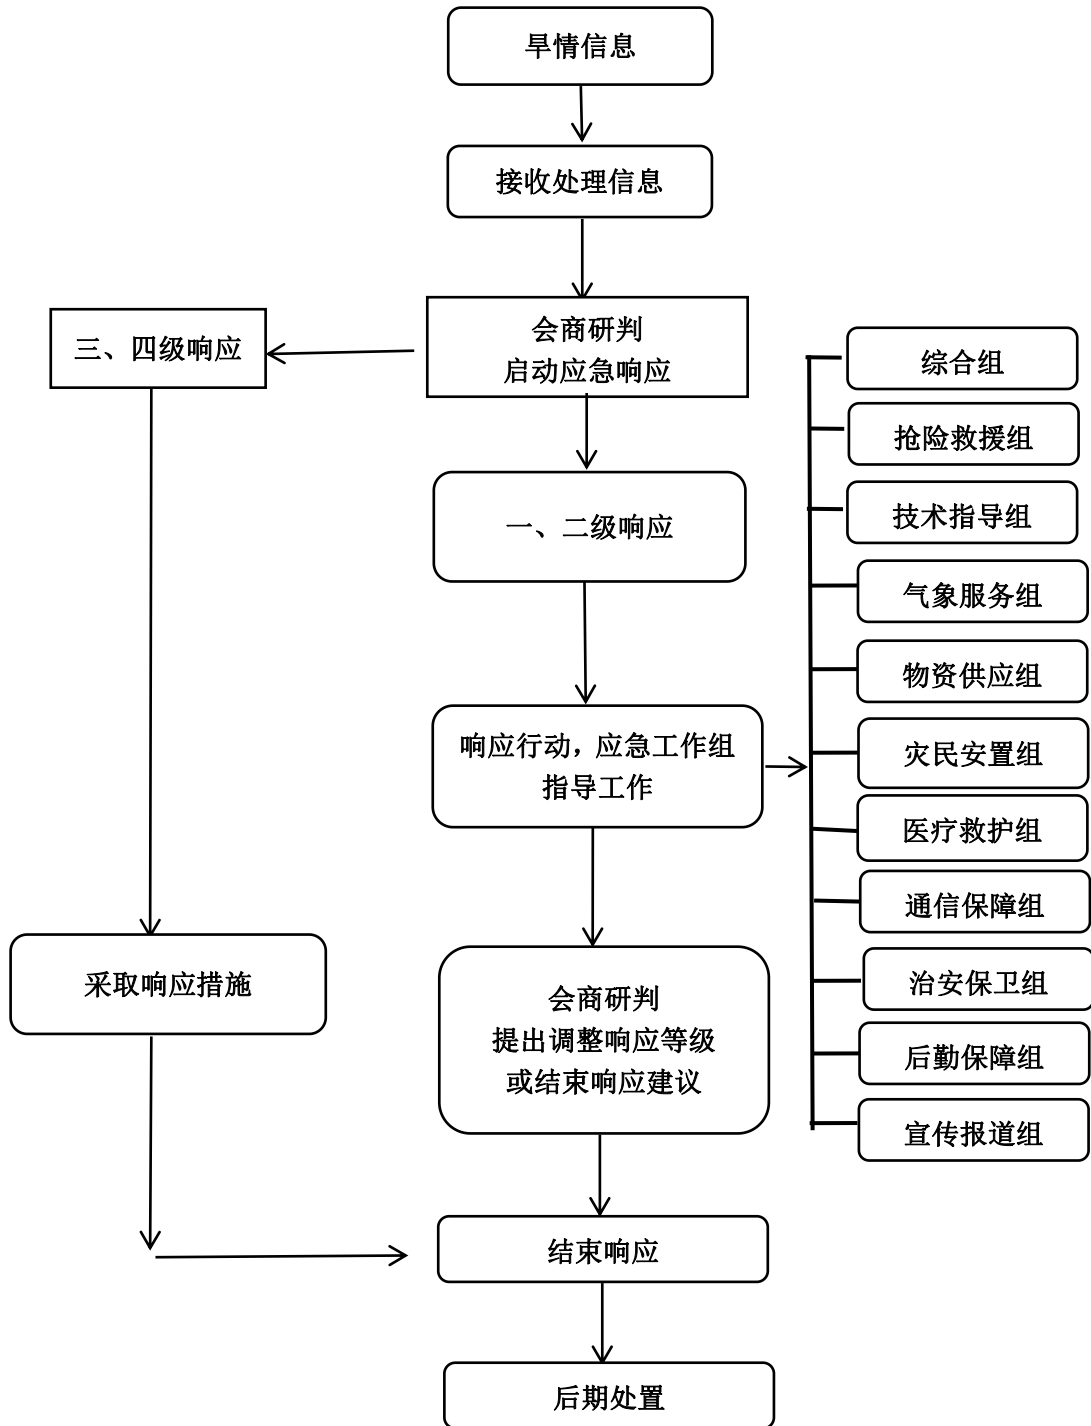 旱情信息
接收处理信息
会商研判
启动应急响应
三、四级响应
一、二级响应
响应行动，应急工作组
指导工作
综合组
抢险救援组
技术指导组
气象服务组
物资供应组
灾民安置组
医疗救护组
通信保障组
治安保卫组
后勤保障组
宣传报道组
采取响应措施
会商研判
提出调整响应等级
或结束响应建议
结束响应
后期处置